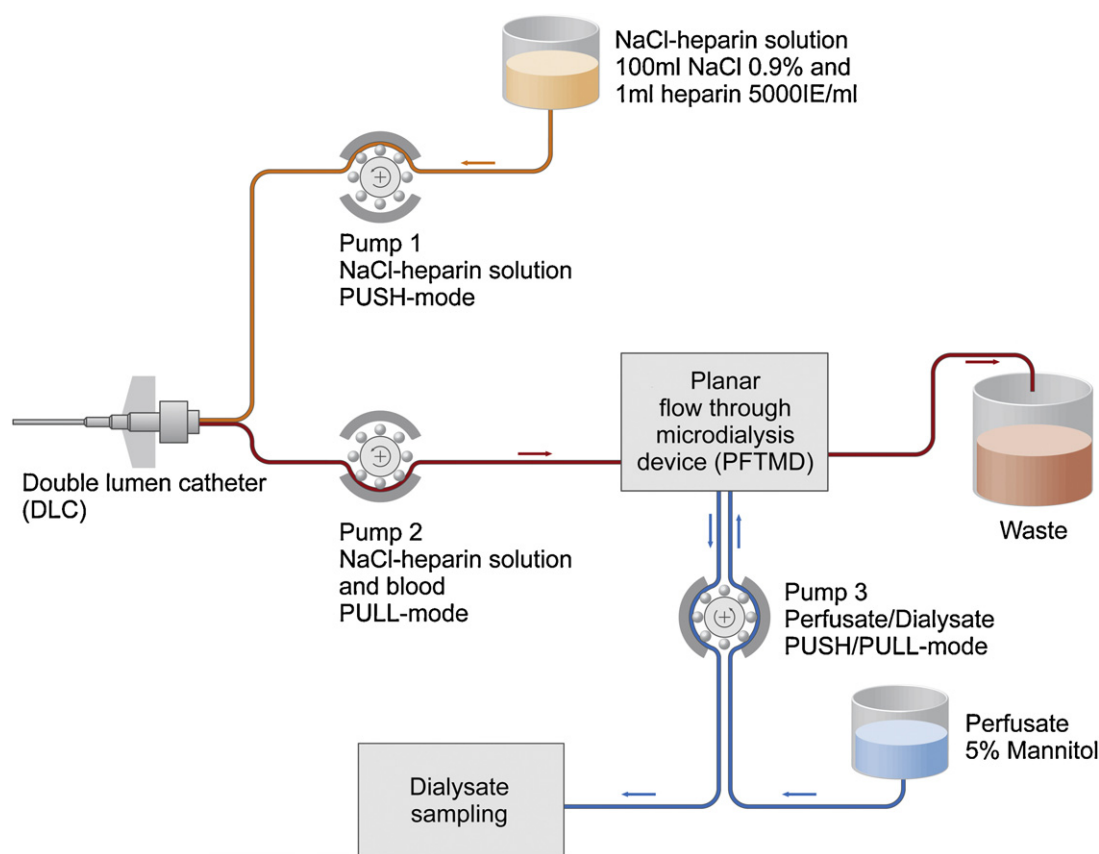 NaCl-heparin solution
100ml NaCl 0.9% and
1ml heparin 5000IE/ml
Pump 1
NaCl-heparin solution
PUSH-mode
Planar
flow through
microdialysis
device (PFTMD)
Double lumen catheter
(DLC)
Pump 2
NaCl-heparin solution
and blood
PULL-mode
Waste
Pump 3
Perfusate/Dialysate
PUSH/PULL-mode
Perfusate
5% Mannitol
Dialysate
sampling